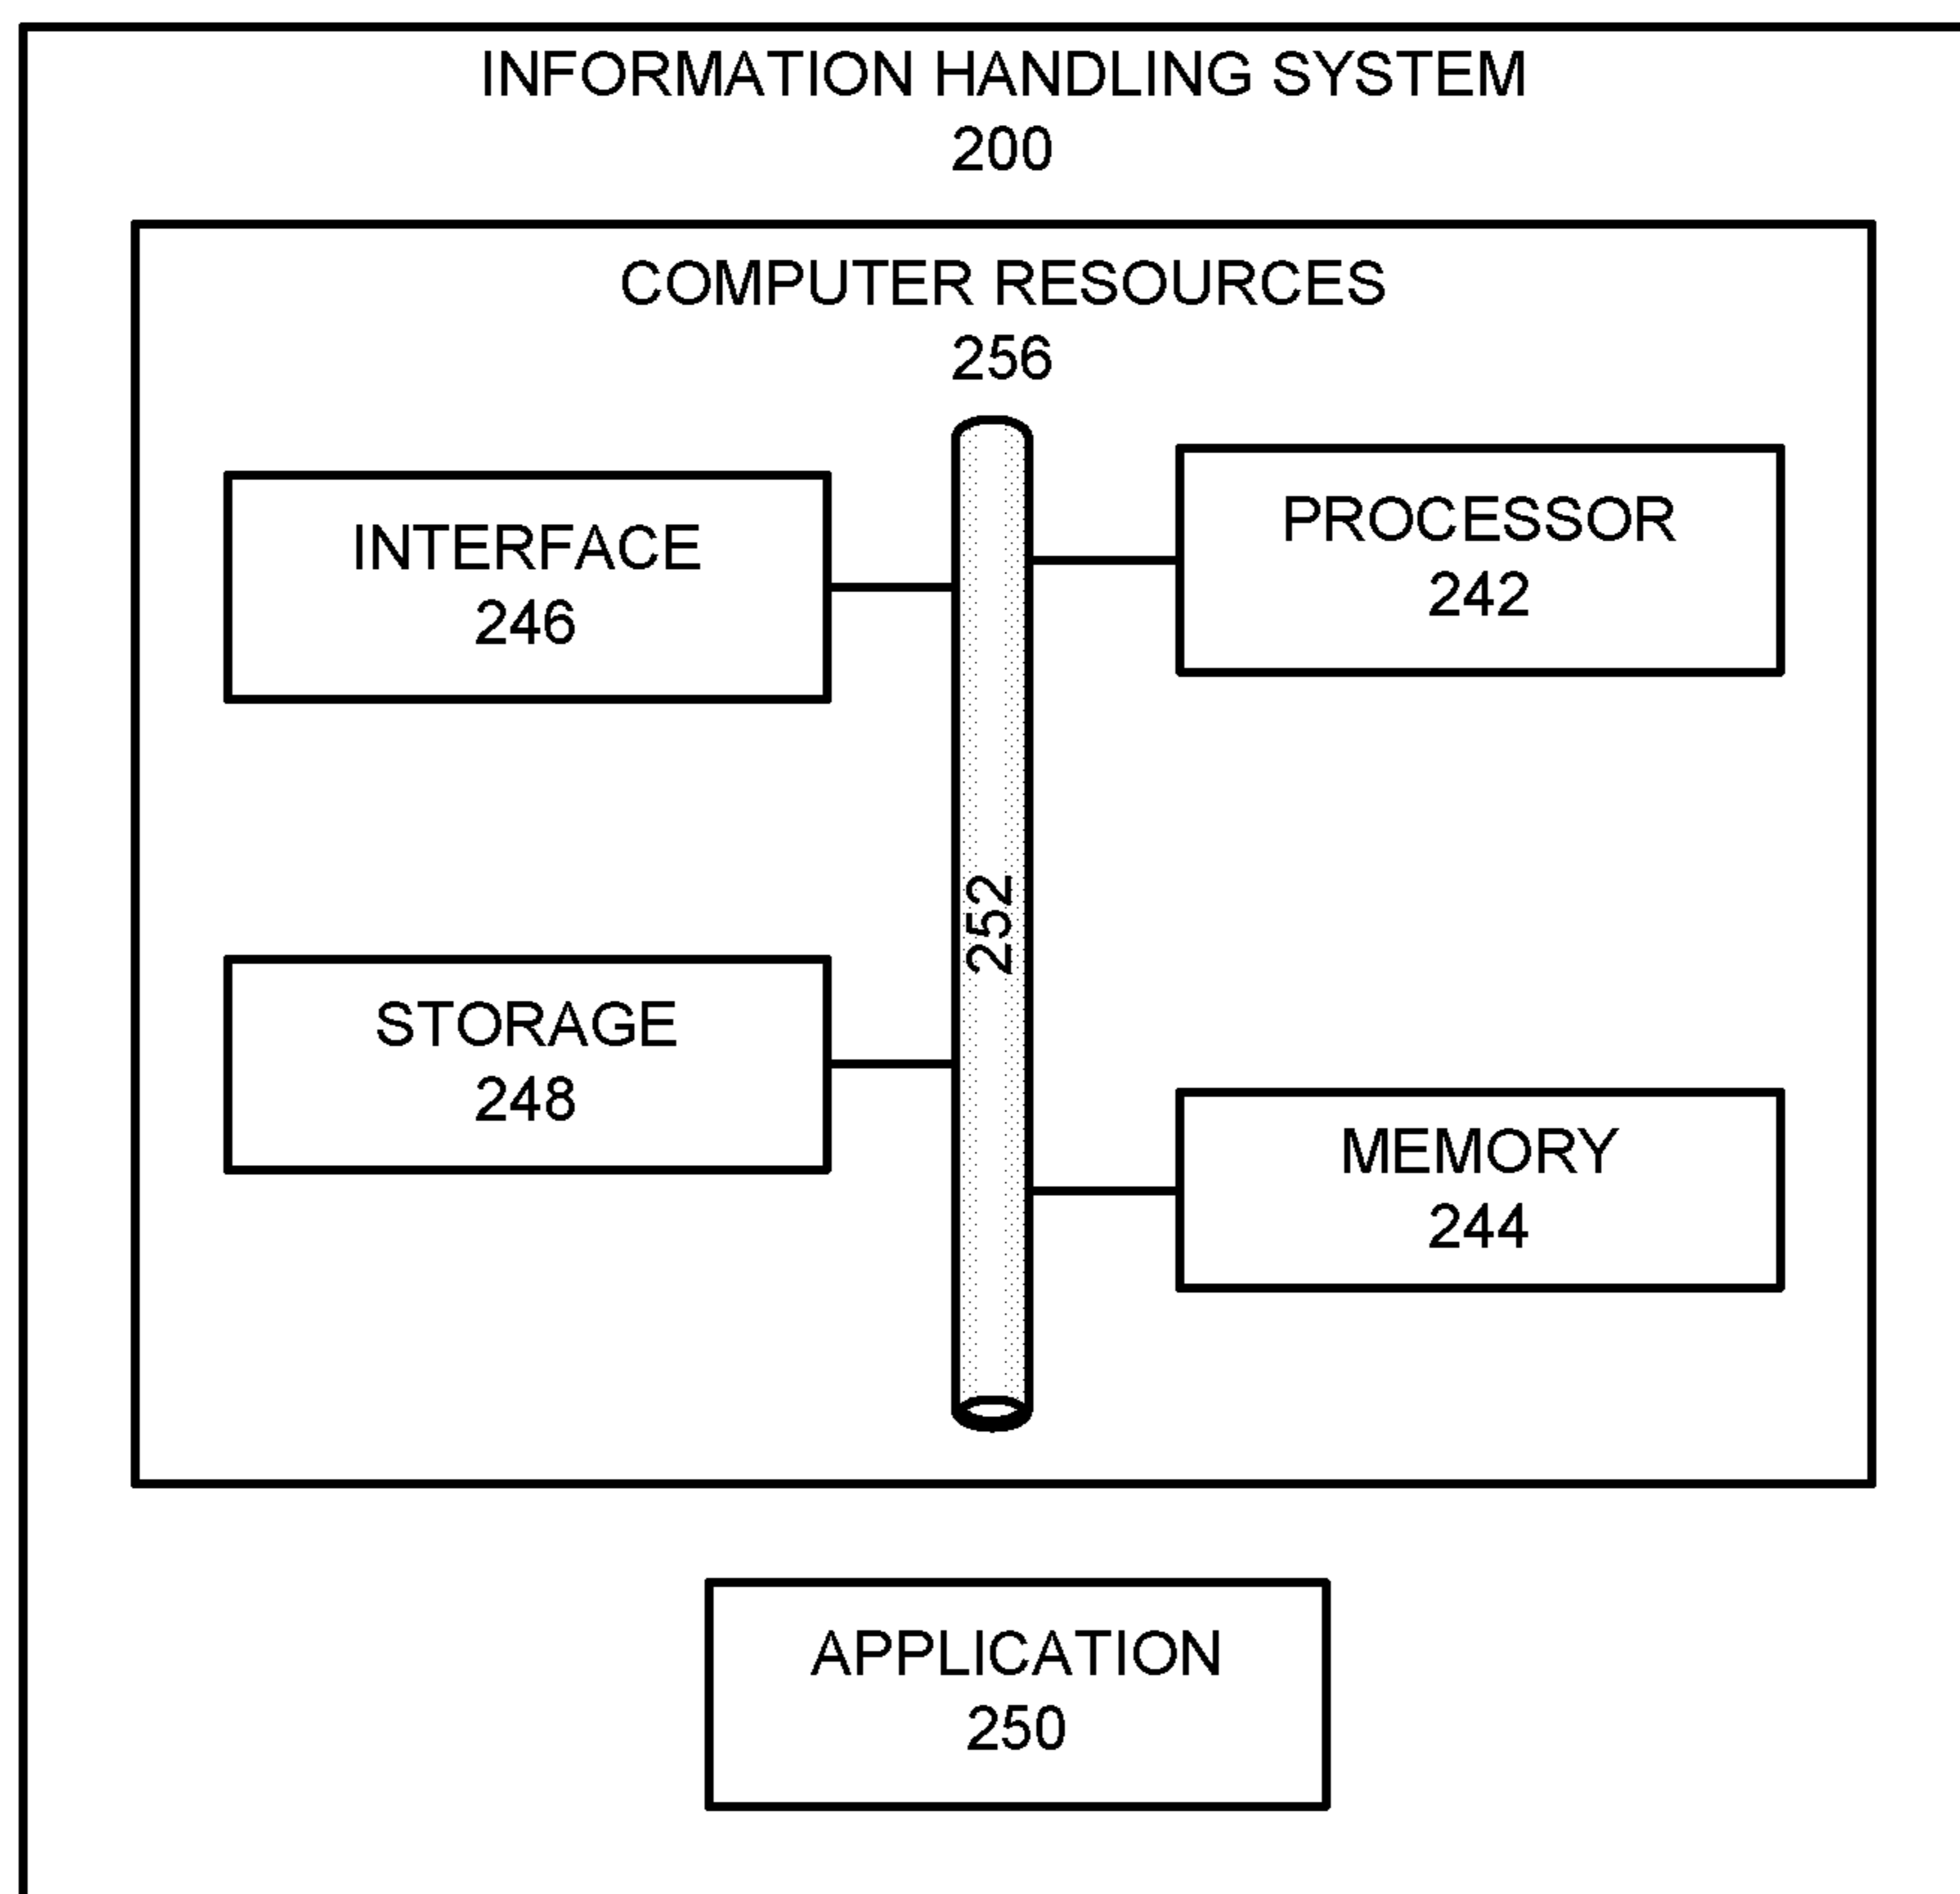 INFORMATION HANDLING SYSTEM
200
COMPUTER RESOURCES
256
INTERFACE
246
PROCESSOR
242
252
STORAGE
248
MEMORY
244
APPLICATION
250